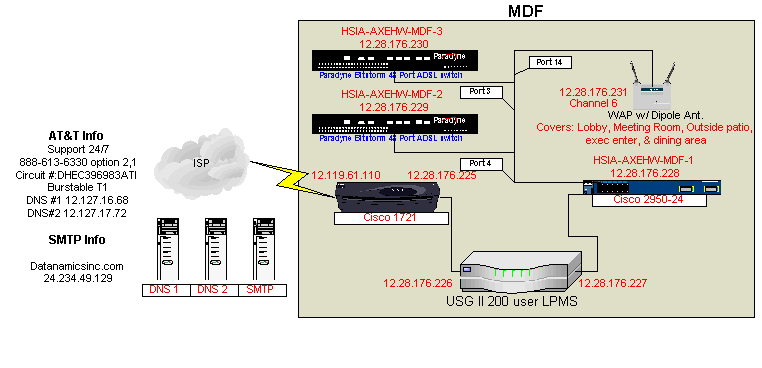 MDF
HSIA-AXEHW-MDF-3
12.28.176.230
Paradyne
Paradyne Bitstorm 48 Port ADSL switch
HSIA-AXEHW-MDF-2
12.28.176.229
Paradyne
Paradyne Bitstorm 48 Port ADSL switch
Port 14
Port 3
Port 4
12.28.176.231
Channel 6
WAP w/ Dipole Ant.
Covers: Lobby, Meeting Room, Outside patio,
exec enter, & dining area
HSIA-AXEHW-MDF-1
12.28.176.228
Cisco 2950-24
AT&T Info
Support 24/7
888-613-6330 option 2,1
Circuit #:DHEC396983ATI
Burstable T1
DNS #1 12.127.16.68
DNS#2 12.127.17.72
ISP
12.119.61.110
12.28.176.225
Cisco 1721
SMTP Info
Datanamicsinc.com
24.234.49.129
DNS 1
DNS 2
SMTP
12.28.176.226
12.28.176.227
USG II 200 user LPMS